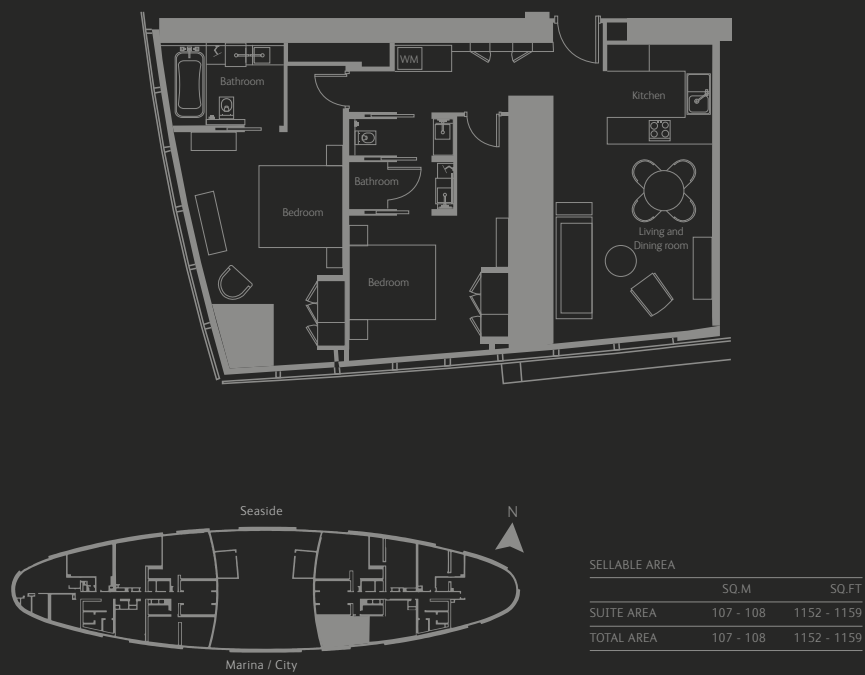 WM
Bathroom
Kitchen
Bathroom
Bedroom
Living and
Dining room
Bedroom
Seaside
N
Marina / City
SELLABLE AREA
SQ.M SQ.FT
SUITE AREA 107 - 108 1152 - 1159
TOTAL AREA 107 - 108 1152 - 1159